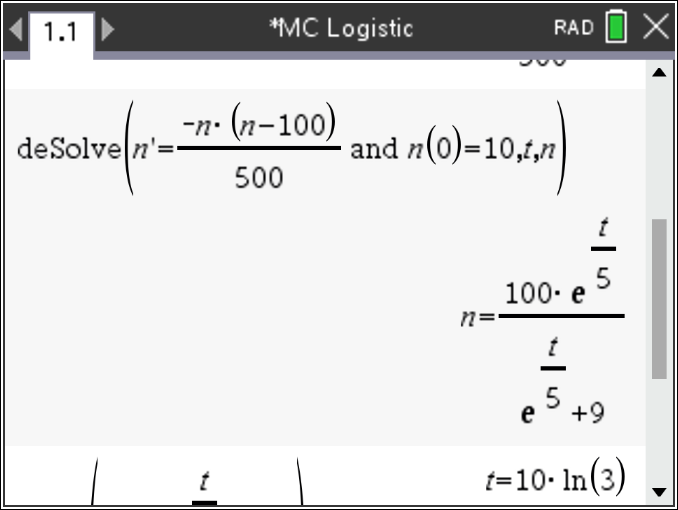 1.1 *MC Logistic RAD
deSolve(n'=-n·(n-100)/500 and n(0)=10,t,n)
n=100·e^(t/5)/(e^(t/5)+9)
t
t=10·ln(3)